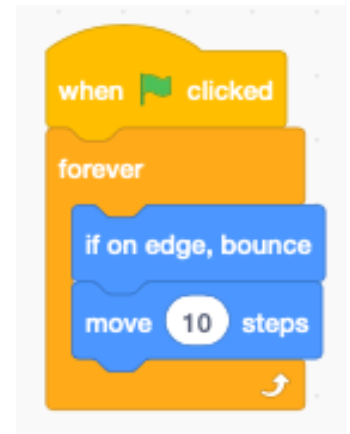 when clicked
forever
if on edge, bounce
move 10 steps